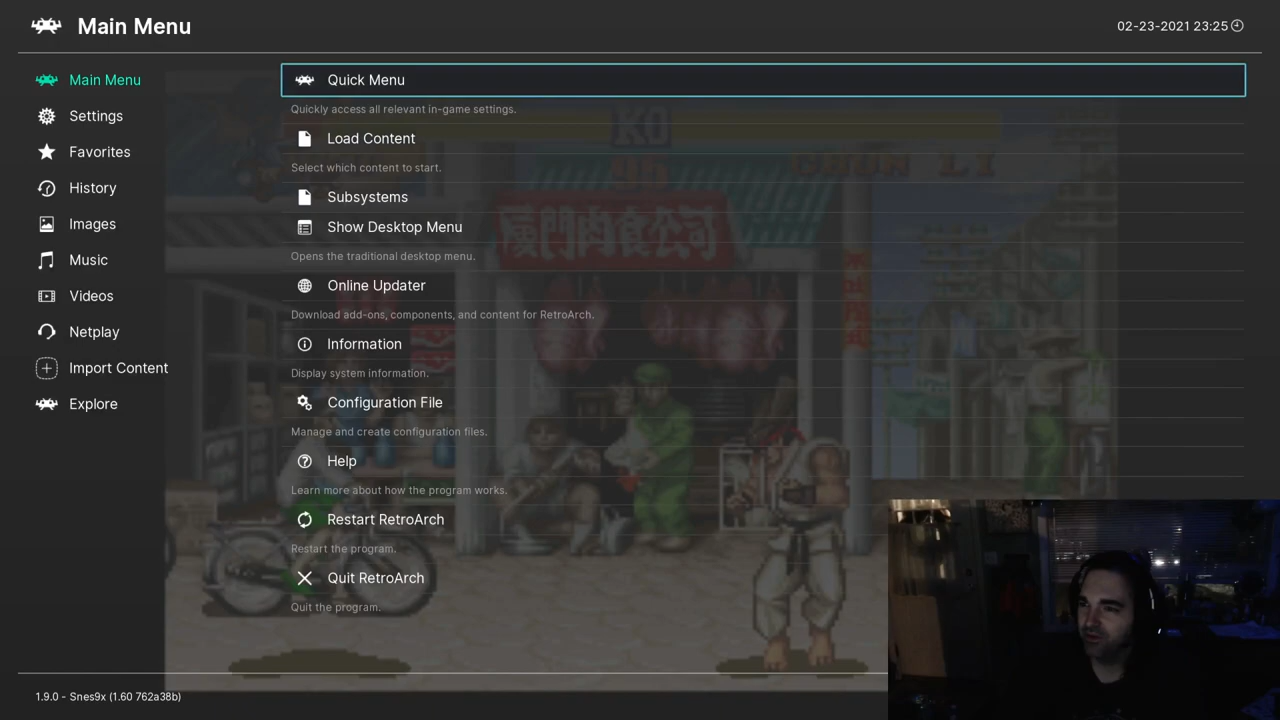 Main Menu
02-23-2021 23:25
Main Menu
Settings
Favorites
History
Images
Music
Videos
Netplay
Import Content
Explore
Quick Menu
Quickly access all relevant in-game settings.
Load Content
Select which content to start.
Subsystems
Show Desktop Menu
Opens the traditional desktop menu.
Online Updater
Download add-ons, components, and content for RetroArch.
Information
Display system information.
Configuration File
Manage and create configuration files.
Help
Learn more about how the program works.
Restart RetroArch
Restart the program.
Quit RetroArch
Quit the program.
KO
CHUN LI
1.9.0 - Snes9x (1.60 762a38b)